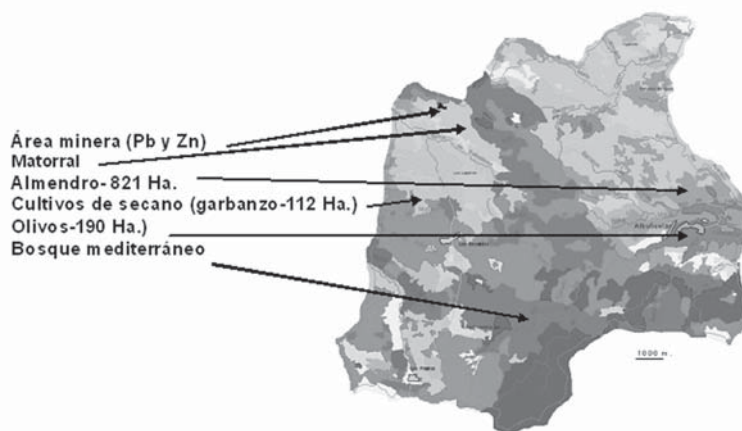 Área minera (Pb y Zn)
Matorral
Almendro- 821 Ha.
Cultivos de secano (garbanzo-112 Ha.)
Olivos-190 Ha.)
Bosque mediterráneo
1000 m.